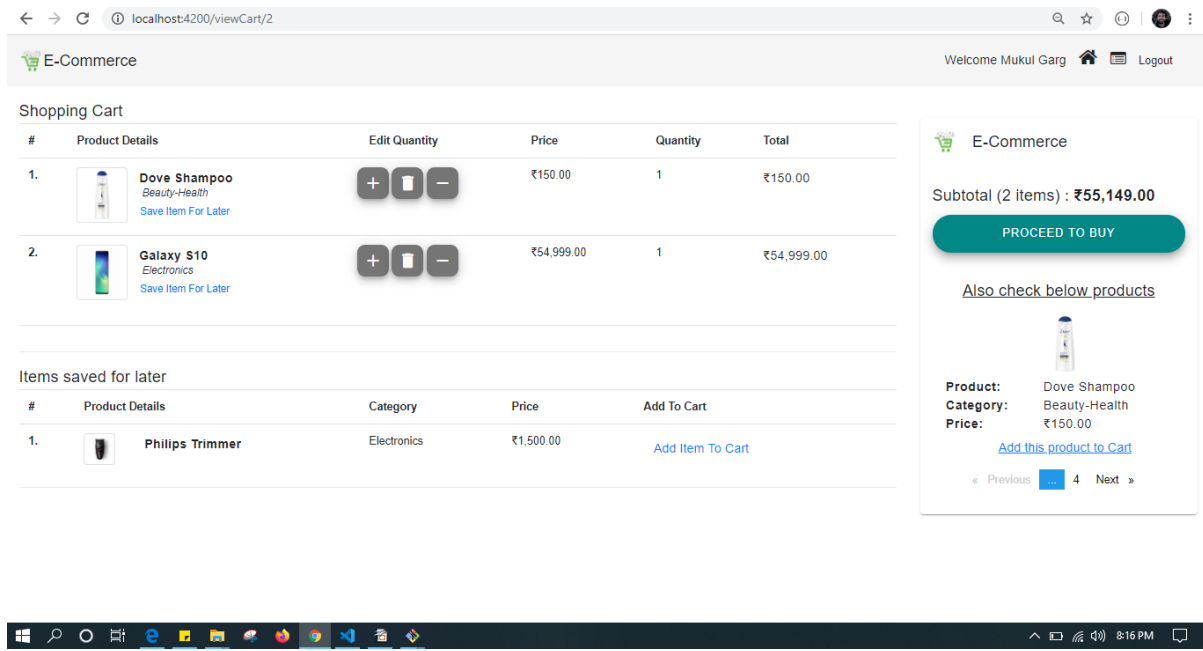 localhost:4200/viewCart/2
E-Commerce
Welcome Mukul Garg Logout
Shopping Cart
# Product Details Edit Quantity Price Quantity Total
1. Dove Shampoo ₹150.00 1 ₹150.00
Beauty-Health
Save Item For Later
2. Galaxy S10 ₹54,999.00 1 ₹54,999.00
Electronics
Save Item For Later
Items saved for later
# Product Details Category Price Add To Cart
1. Philips Trimmer Electronics ₹1,500.00 Add Item To Cart
E-Commerce
Subtotal (2 items) : ₹55,149.00
PROCEED TO BUY
Also check below products
Product: Dove Shampoo
Category: Beauty-Health
Price: ₹150.00
Add this product to Cart
« Previous ... 4 Next »
8:16 PM